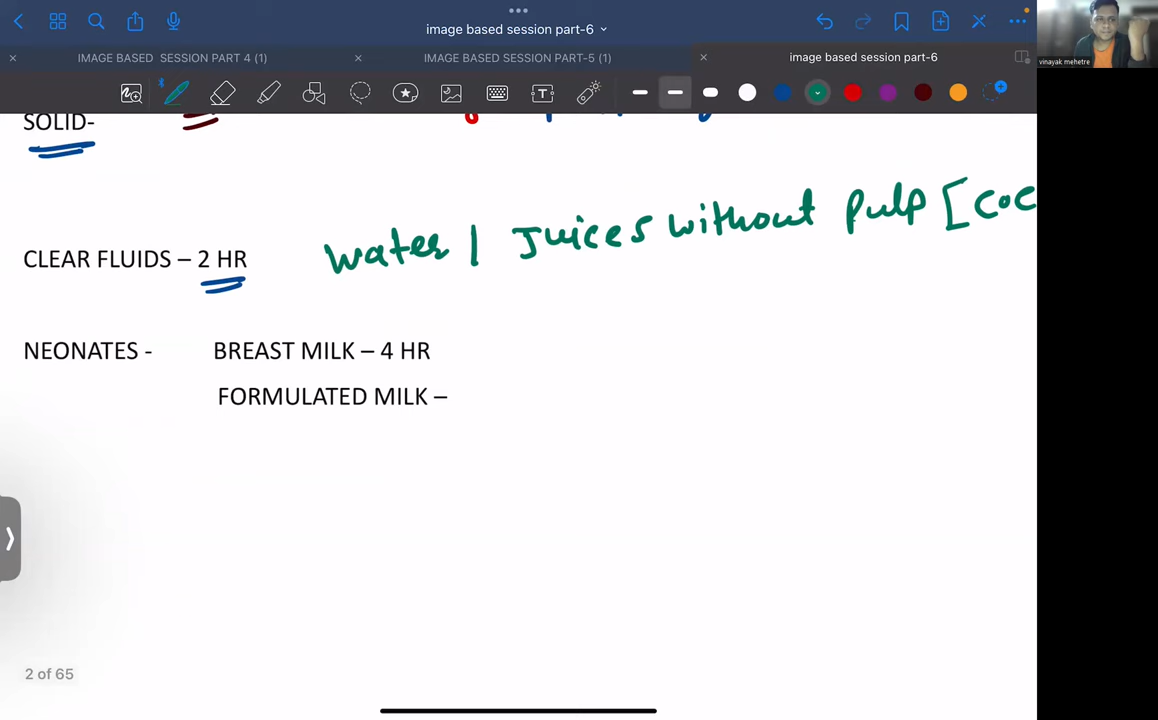 image based session part-6
vinayak mehetre
IMAGE BASED SESSION PART 4 (1)
IMAGE BASED SESSION PART-5 (1)
image based session part-6
SOLID-
water | Juices without pulp [coc
CLEAR FLUIDS – 2 HR
NEONATES - BREAST MILK – 4 HR
FORMULATED MILK –
2 of 65